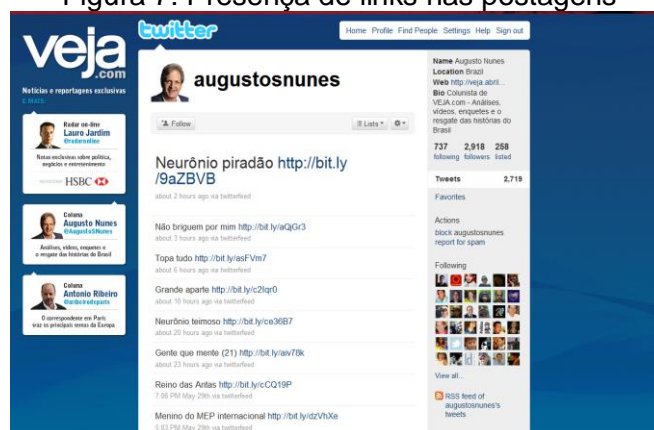 Figura 7: Presença de links nas postagens
veja
.com
Notícias e reportagens exclusivas
E MAIS:
Radar on-line
Lauro Jardim
@radaronline
Notas exclusivas sobre política,
negócios e entretenimento
HSBC
Coluna
Augusto Nunes
@AugustoSNunes
Análises, vídeos, enquetes e
o resgate das histórias do Brasil
Coluna
Antonio Ribeiro
@ribeirodeparis
O correspondente em Paris
traz os principais temas da Europa
twitter
Home Profile Find People Settings Help Sign out
augustosnunes
Follow
Lists
Neurônio piradão http://bit.ly
/9aZBVB
about 2 hours ago via twitterfeed
Não briguem por mim http://bit.ly/aQjGr3
about 3 hours ago via twitterfeed
Topa tudo http://bit.ly/asFVm7
about 6 hours ago via twitterfeed
Grande aparte http://bit.ly/c2Iqr0
about 16 hours ago via twitterfeed
Neurônio teimoso http://bit.ly/ce36B7
about 20 hours ago via twitterfeed
Gente que mente (21) http://bit.ly/aiv78k
about 23 hours ago via twitterfeed
Reino das Antas http://bit.ly/cCQ19P
7:06 PM May 29th via twitterfeed
Menino do MEP internacional http://bit.ly/dzVhXe
5:03 PM May 29th via twitterfeed
Name Augusto Nunes
Location Brazil
Web http://veja.abril...
Bio Colunista de
VEJA.com - Análises,
vídeos, enquetes e o
resgate das histórias do
Brasil
737 2,918 258
following followers listed
Tweets 2,719
Favorites
Actions
block augustosnunes
report for spam
Following
View all...
RSS feed of
augustosnunes's
tweets